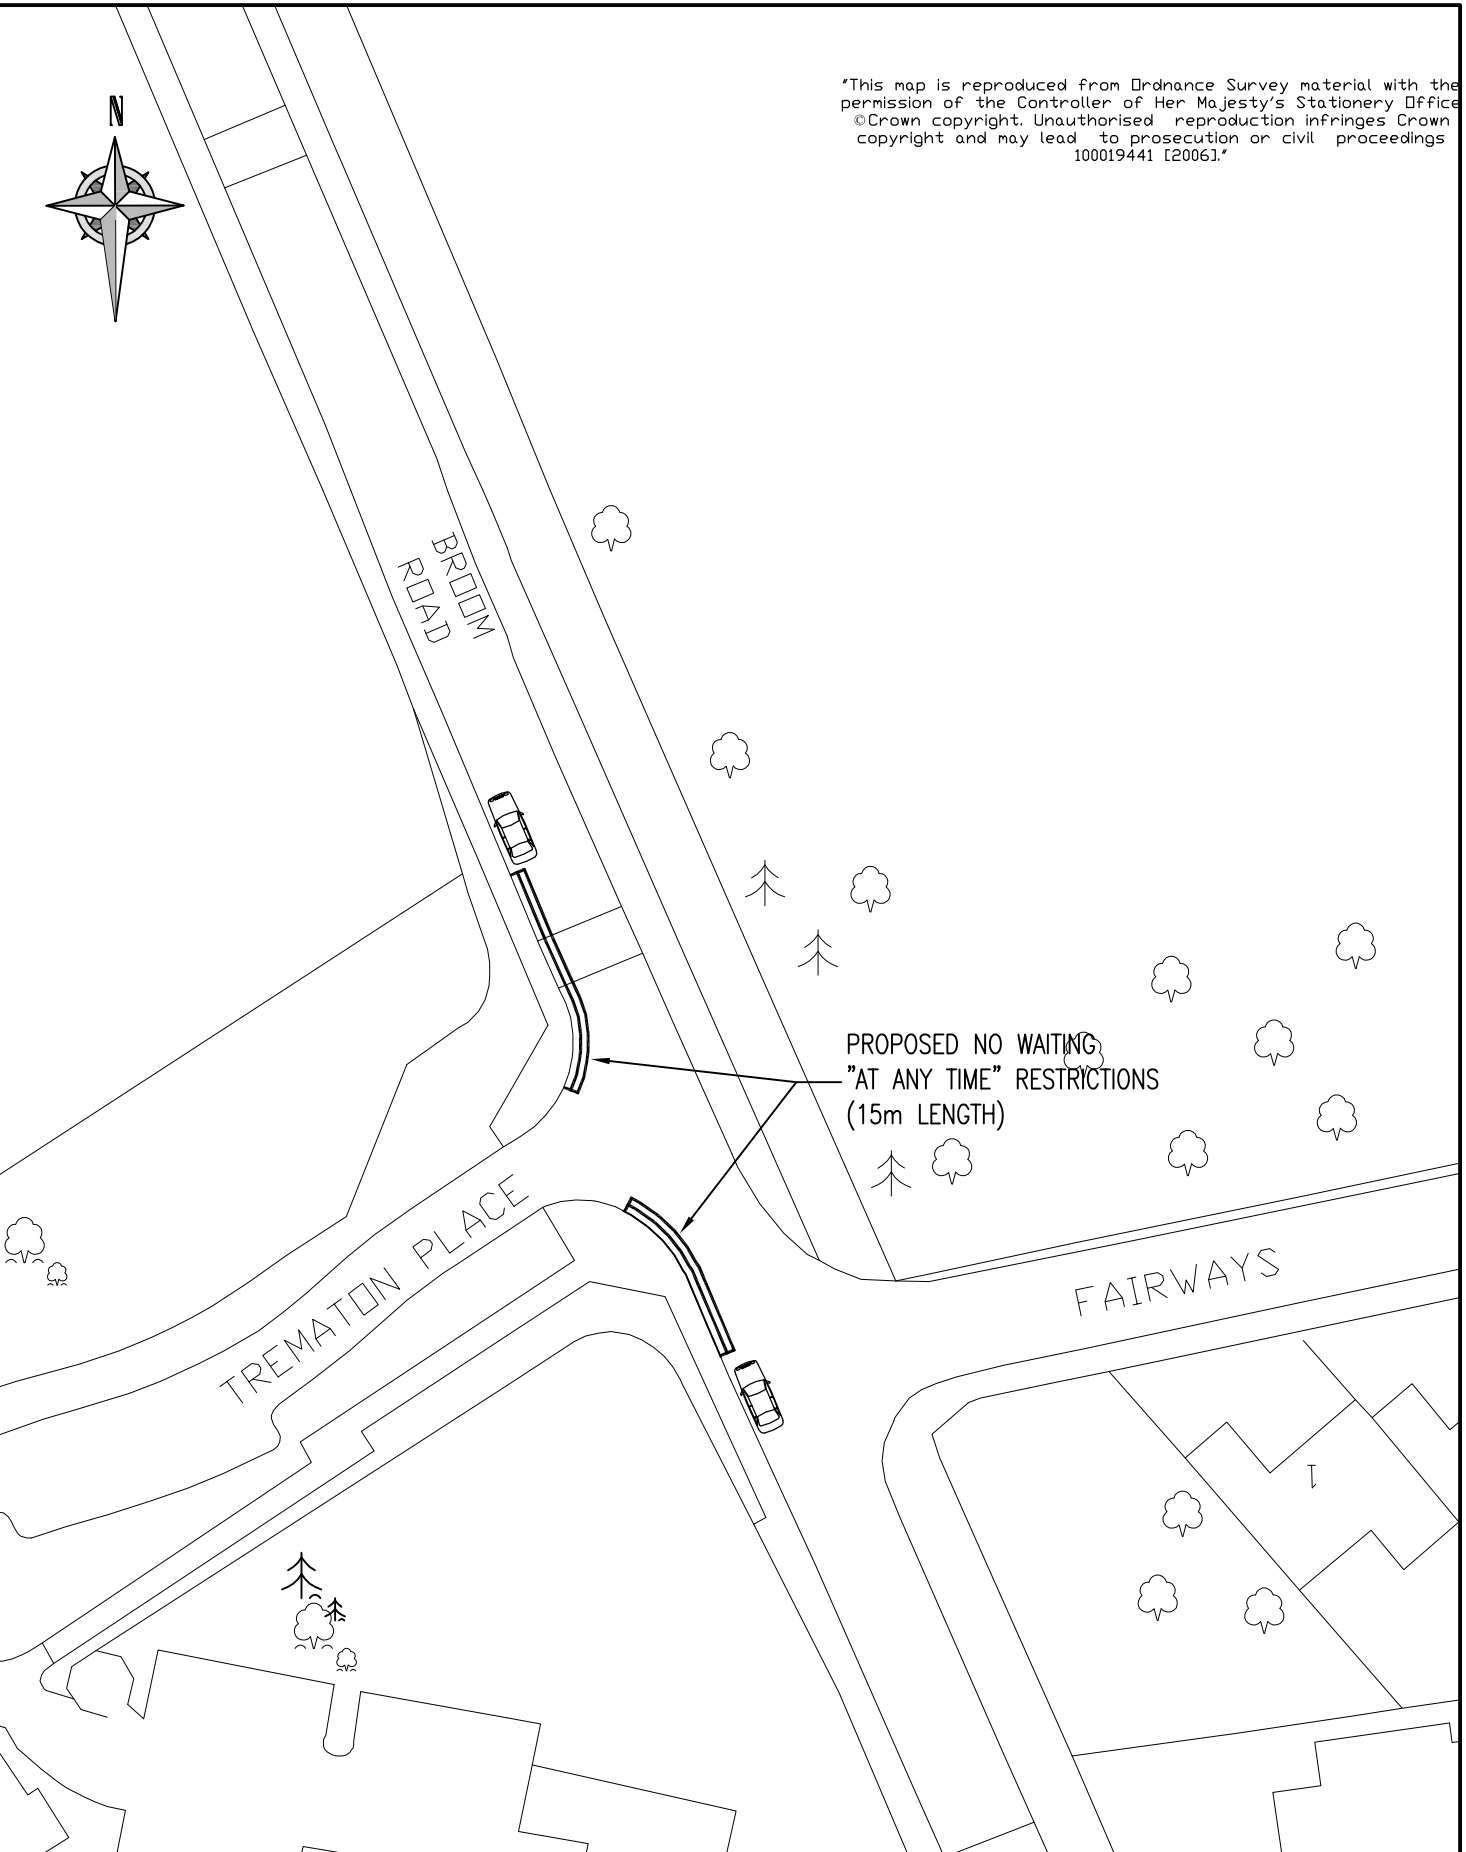 "This map is reproduced from Ordnance Survey material with the
permission of the Controller of Her Majesty's Stationery Office
©Crown copyright. Unauthorised reproduction infringes Crown
copyright and may lead to prosecution or civil proceedings
100019441 [2006]."
N
BROOM
ROAD
PROPOSED NO WAITING
"AT ANY TIME" RESTRICTIONS
(15m LENGTH)
TREMATON PLACE
FAIRWAYS
1